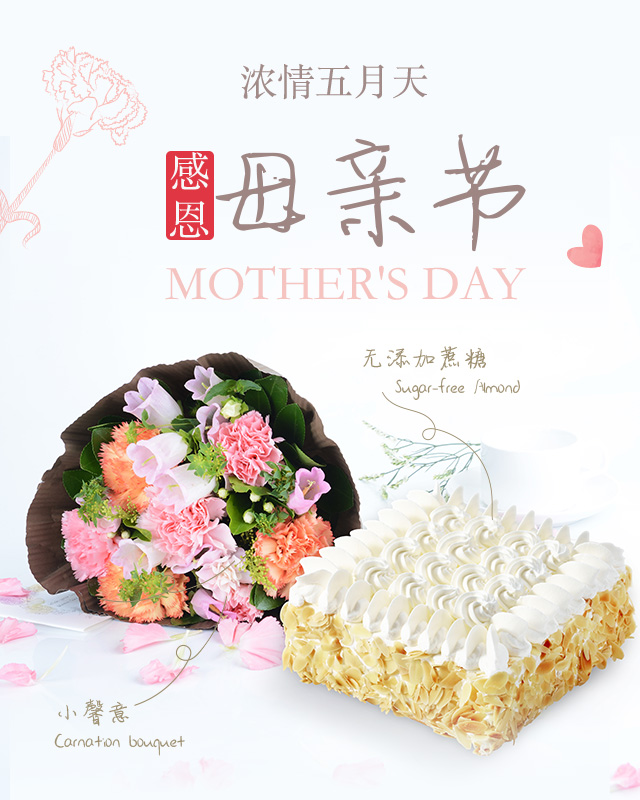 浓情五月天
感恩母亲节
MOTHER'S DAY
无添加蔗糖
Sugar-free Almond
小馨意
Carnation bouquet